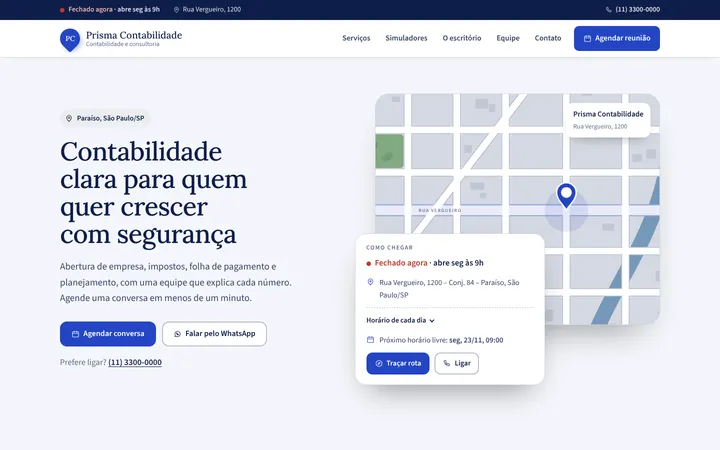 Fechado agora · abre seg às 9h
Rua Vergueiro, 1200
(11) 3300-0000
PC
Prisma Contabilidade
Contabilidade e consultoria
Serviços
Simuladores
O escritório
Equipe
Contato
Agendar reunião
Paraíso, São Paulo/SP
Contabilidade
clara para quem
quer crescer
com segurança
Abertura de empresa, impostos, folha de pagamento e
planejamento, com uma equipe que explica cada número.
Agende uma conversa em menos de um minuto.
Agendar conversa
Falar pelo WhatsApp
Prefere ligar? (11) 3300-0000
Prisma Contabilidade
Rua Vergueiro, 1200
RUA VERGUEIRO
COMO CHEGAR
Fechado agora · abre seg às 9h
Rua Vergueiro, 1200 – Conj. 84 – Paraíso, São
Paulo/SP
Horário de cada dia
Próximo horário livre: seg, 23/11, 09:00
Traçar rota
Ligar